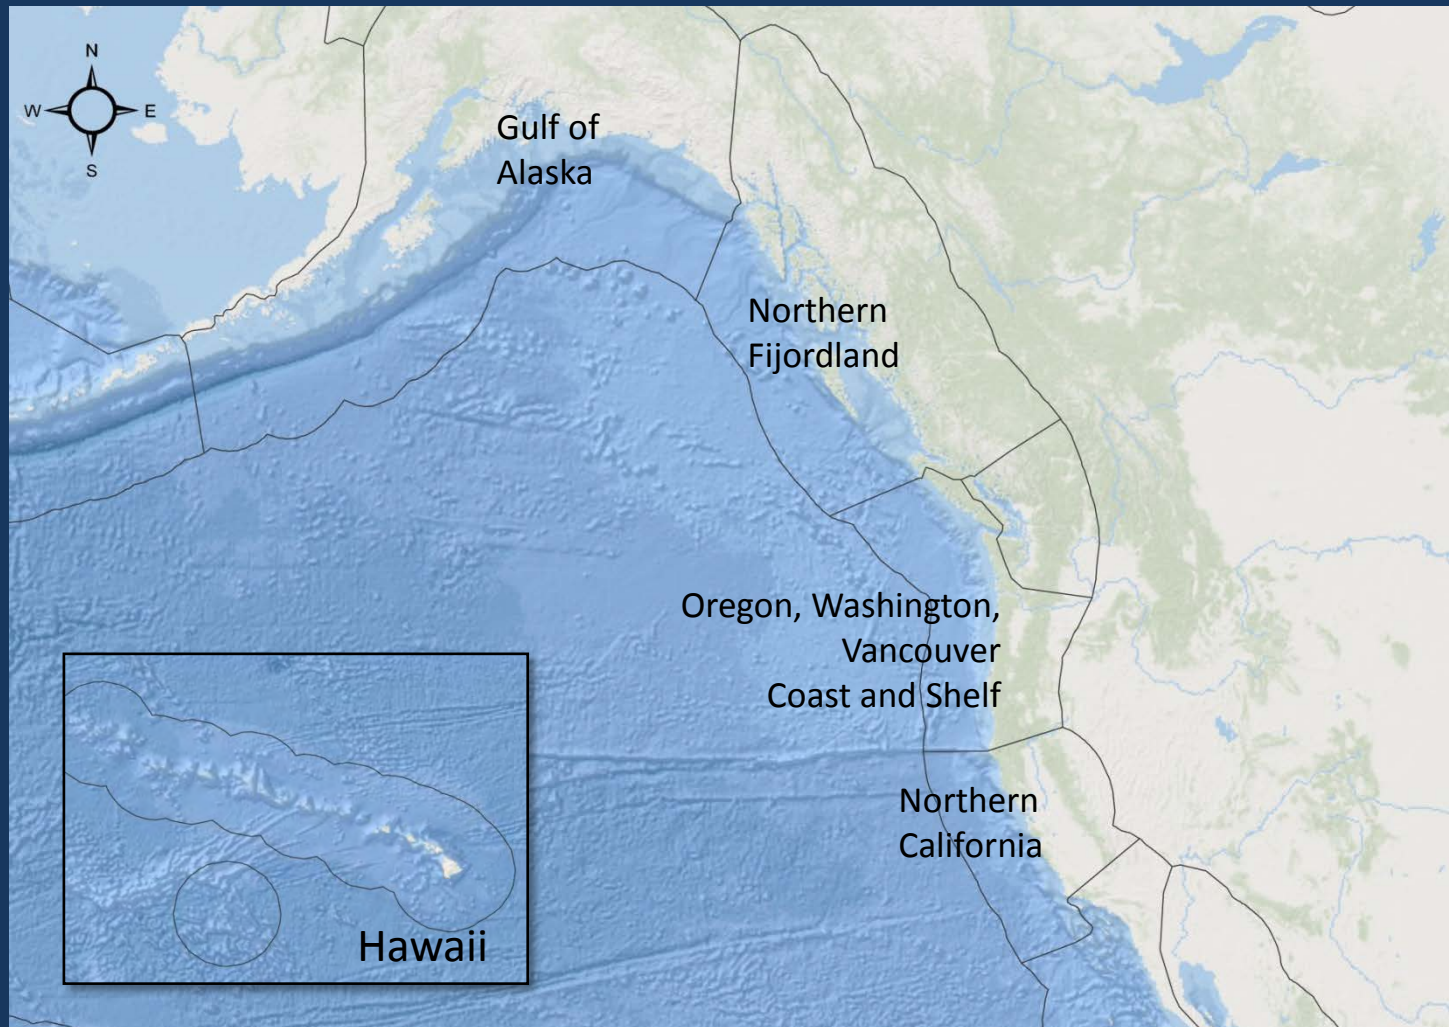 N
W
E
S
Gulf of
Alaska
Northern
Fijordland
Oregon, Washington,
Vancouver
Coast and Shelf
Northern
California
Hawaii